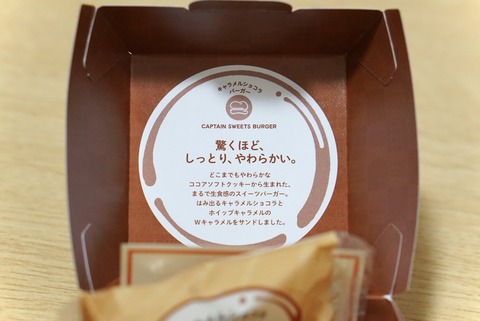 キャラメルショコラ
バーガー
CAPTAIN SWEETS BURGER
驚くほど、
しっとり、やわらかい。
どこまでもやわらかな
ココアソフトクッキーから生まれた、
まるで生食感のスイーツバーガー。
はみ出るキャラメルショコラと
ホイップキャラメルの
Wキャラメルをサンドしました。